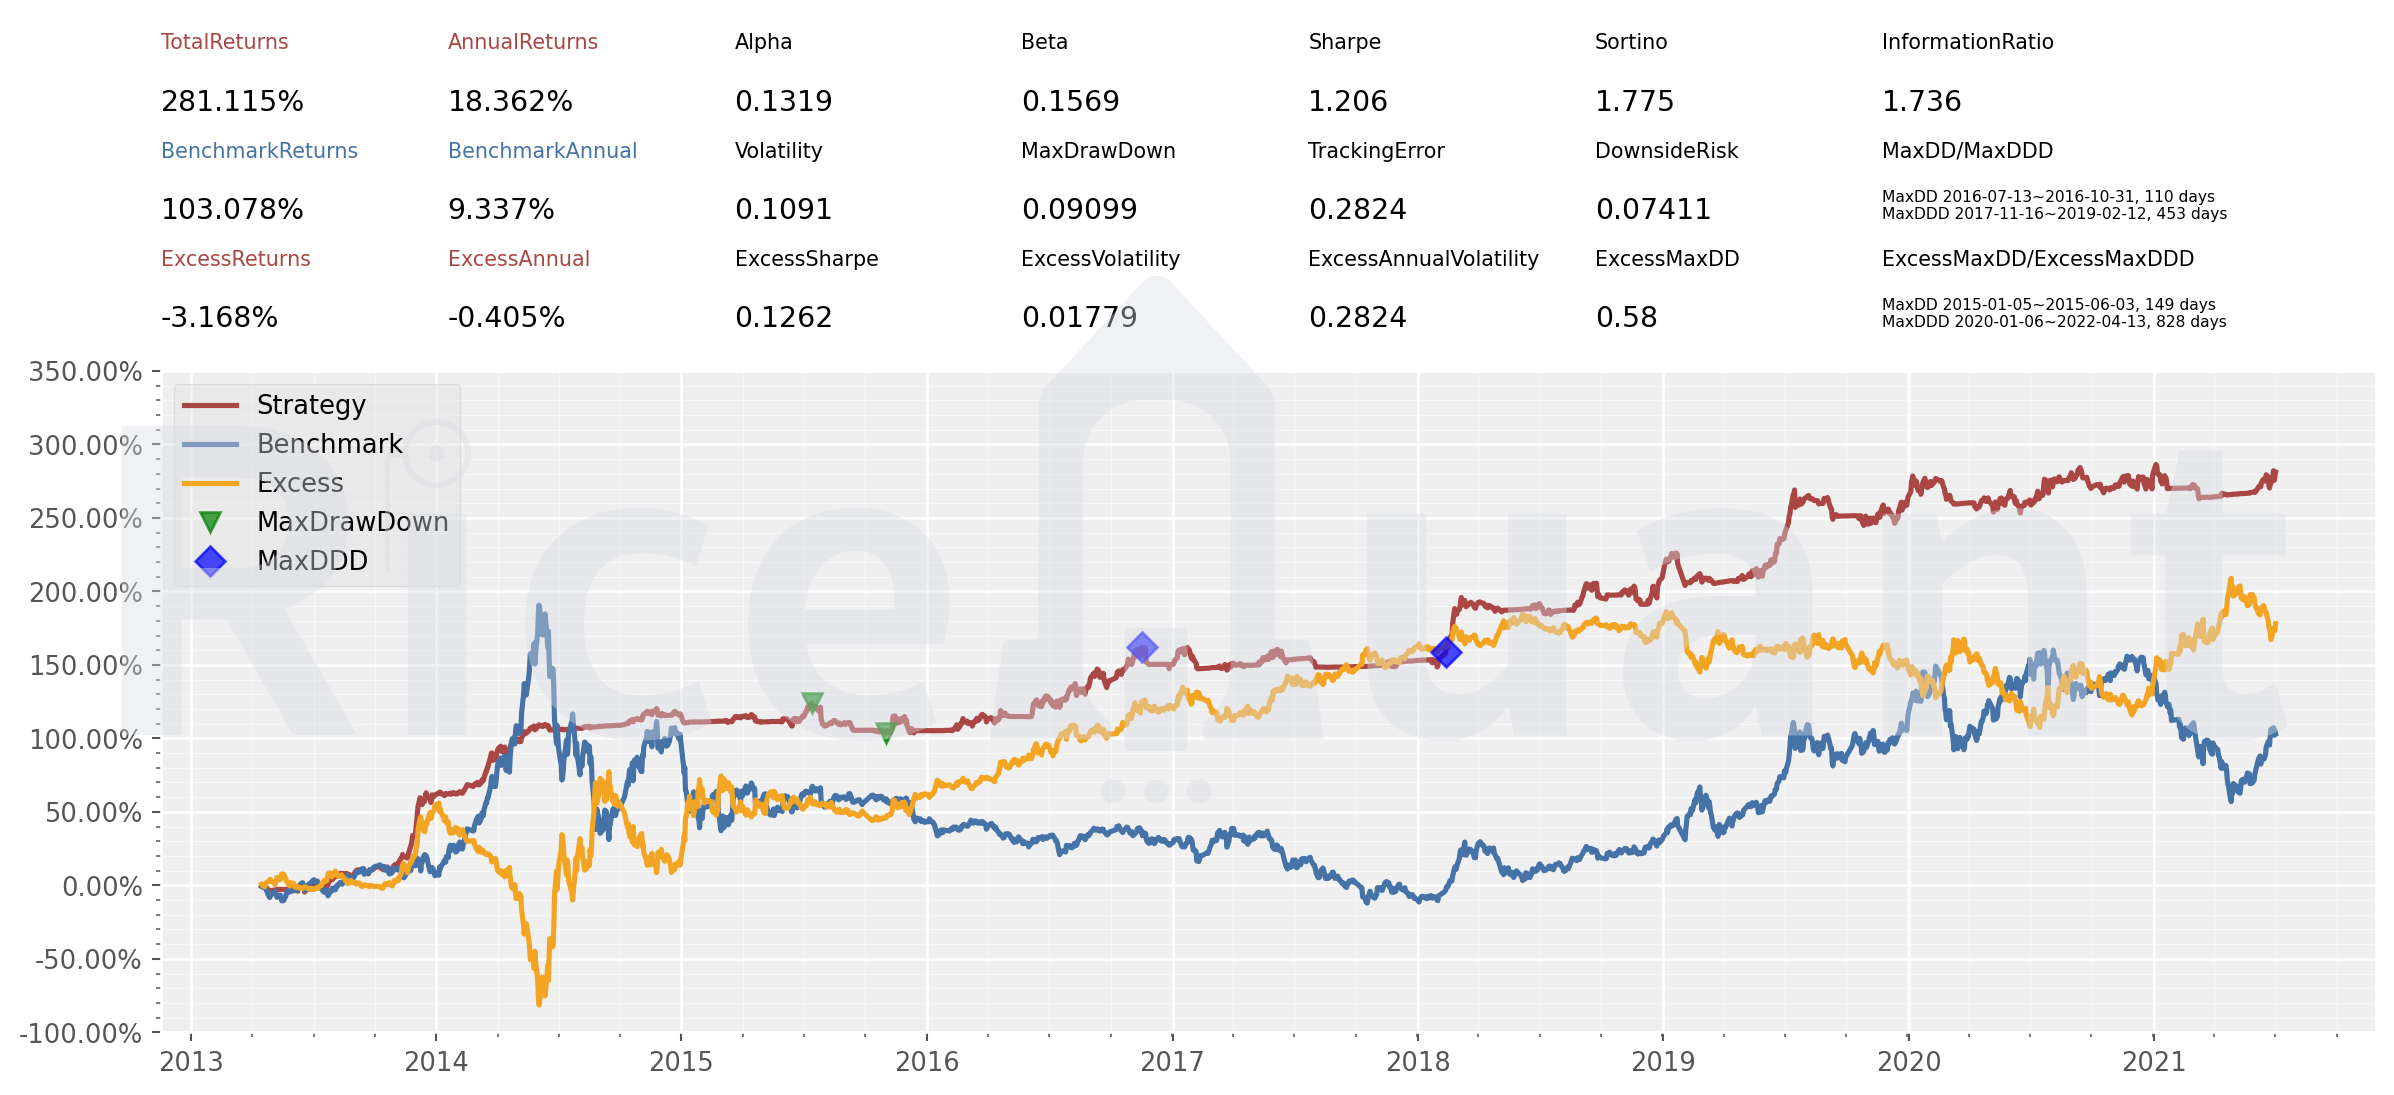 TotalReturns AnnualReturns Alpha Beta Sharpe Sortino InformationRatio
281.115% 18.362% 0.1319 0.1569 1.206 1.775 1.736
BenchmarkReturns BenchmarkAnnual Volatility MaxDrawDown TrackingError DownsideRisk MaxDD/MaxDDD
103.078% 9.337% 0.1091 0.09099 0.2824 0.07411 MaxDD 2016-07-13~2016-10-31, 110 days
MaxDDD 2017-11-16~2019-02-12, 453 days
ExcessReturns ExcessAnnual ExcessSharpe ExcessVolatility ExcessAnnualVolatility ExcessMaxDD ExcessMaxDD/ExcessMaxDDD
-3.168% -0.405% 0.1262 0.01779 0.2824 0.58 MaxDD 2015-01-05~2015-06-03, 149 days
MaxDDD 2020-01-06~2022-04-13, 828 days
350.00%
300.00%
250.00%
200.00%
150.00%
100.00%
50.00%
0.00%
-50.00%
-100.00%
Strategy
Benchmark
Excess
MaxDrawDown
MaxDDD
RiceQuant
2013 2014 2015 2016 2017 2018 2019 2020 2021